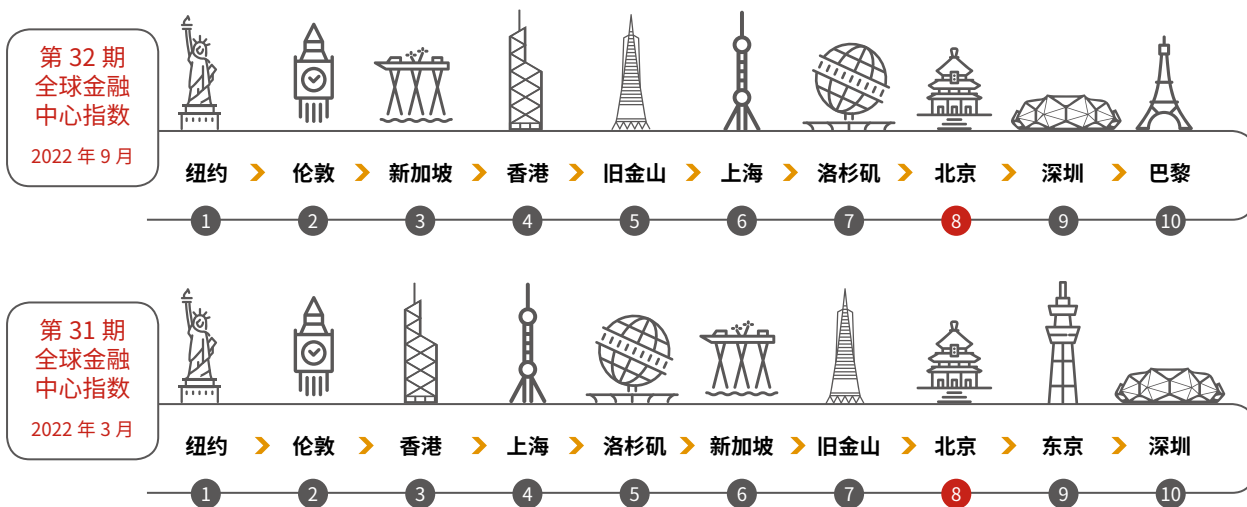 第 32 期
全球金融
中心指数
2022 年 9 月
纽约 伦敦 新加坡 香港 旧金山 上海 洛杉矶 北京 深圳 巴黎
1 2 3 4 5 6 7 8 9 10
第 31 期
全球金融
中心指数
2022 年 3 月
纽约 伦敦 香港 上海 洛杉矶 新加坡 旧金山 北京 东京 深圳
1 2 3 4 5 6 7 8 9 10